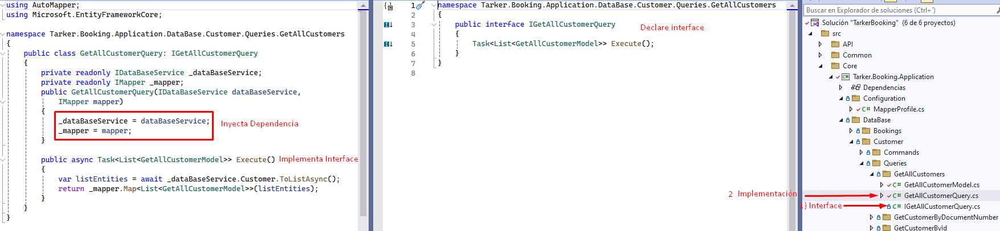 using AutoMapper;
using Microsoft.EntityFrameworkCore;
namespace Tarker.Booking.Application.DataBase.Customer.Queries.GetAllCustomers
{
public class GetAllCustomerQuery: IGetAllCustomerQuery
{
private readonly IDataBaseService _dataBaseService;
private readonly IMapper _mapper;
public GetAllCustomerQuery(IDataBaseService dataBaseService,
IMapper mapper)
{
_dataBaseService = dataBaseService;
_mapper = mapper;
Inyecta Dependencia
}
public async Task<List<GetAllCustomerModel>> Execute() Implementa Interface
{
var listEntities = await _dataBaseService.Customer.ToListAsync();
return _mapper.Map<List<GetAllCustomerModel>>(listEntities);
}
}
}
1 namespace Tarker.Booking.Application.DataBase.Customer.Queries.GetAllCustomers
2 {
3 public interface IGetAllCustomerQuery
Declare interface
4 {
5 Task<List<GetAllCustomerModel>> Execute();
6 }
7 }
8
2 Implementación
1) Interface
Buscar en Explorador de soluciones (Ctrl+´)
Solución "TarkerBooking" (6 de 6 proyectos)
src
API
Common
Core
C# Tarker.Booking.Application
Dependencias
Configuration
C# MapperProfile.cs
DataBase
Bookings
Customer
Commands
Queries
GetAllCustomers
C# GetAllCustomerModel.cs
C# GetAllCustomerQuery.cs
C# IGetAllCustomerQuery.cs
GetCustomerByDocumentNumber
GetCustomerById